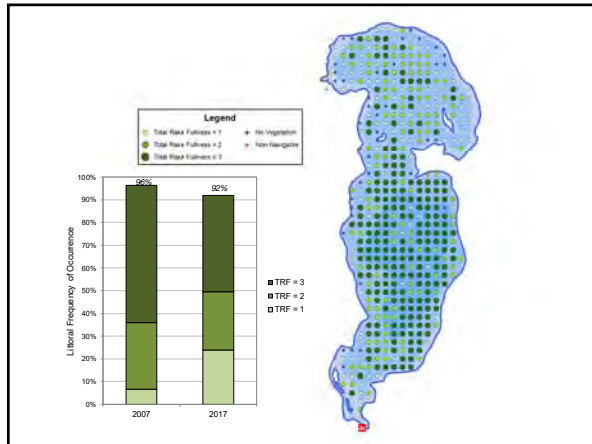 Legend
Total Rake Fullness = 1
Total Rake Fullness = 2
Total Rake Fullness = 3
No Vegetation
Non-Navigable
Littoral Frequency of Occurrence
100%
90%
80%
70%
60%
50%
40%
30%
20%
10%
0%
96%
92%
2007
2017
TRF = 3
TRF = 2
TRF = 1